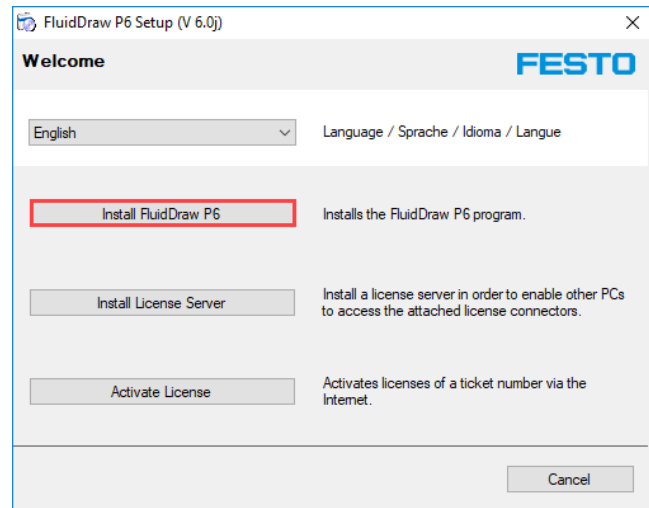 FluidDraw P6 Setup (V 6.0j)
Welcome
FESTO
English
Language / Sprache / Idioma / Langue
Install FluidDraw P6
Installs the FluidDraw P6 program.
Install License Server
Install a license server in order to enable other PCs
to access the attached license connectors.
Activate License
Activates licenses of a ticket number via the
Internet.
Cancel